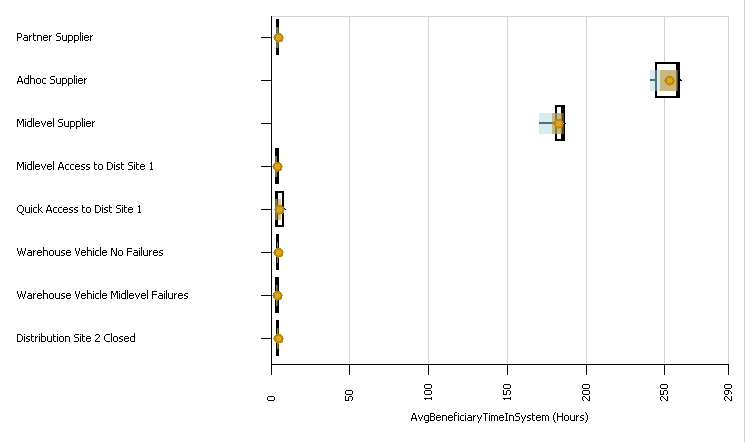 Partner Supplier
Adhoc Supplier
Midlevel Supplier
Midlevel Access to Dist Site 1
Quick Access to Dist Site 1
Warehouse Vehicle No Failures
Warehouse Vehicle Midlevel Failures
Distribution Site 2 Closed
0 50 100 150 200 250 290
AvgBeneficiaryTimeInSystem (Hours)